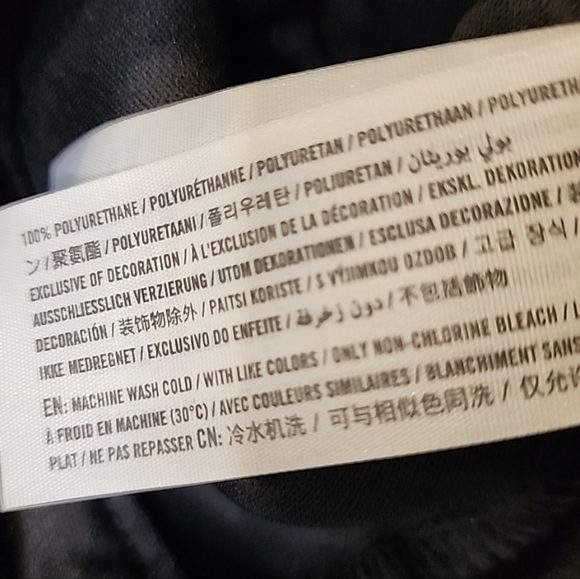 100% POLYURETHANE / POLYURÉTHANNE / POLYURETAN / POLYURETHAAN / POLYURETH
ン / 聚氨酯 / POLYURETAANI / 폴리우레탄 / POLIURETAN / بولي يوريثان
EXCLUSIVE OF DECORATION / À L'EXCLUSION DE LA DÉCORATION / EKSKL. DEKORATION
AUSSCHLIESSLICH VERZIERUNG / UTOM DEKORATIONEN / ESCLUSA DECORAZIONE /
DECORACIÓN / 装饰物除外 / PAITSI KORISTE / S VÝJIMKOU OZDOB / 고급 장식 /
IKKE MEDREGNET / EXCLUSIVO DO ENFEITE / دون زخرفة / 不包括飾物
EN: MACHINE WASH COLD / WITH LIKE COLORS / ONLY NON-CHLORINE BLEACH /
À FROID EN MACHINE (30°C) / AVEC COULEURS SIMILAIRES / BLANCHIMENT SANS
PLAT / NE PAS REPASSER CN: 冷水机洗 / 可与相似色同洗 / 仅允许